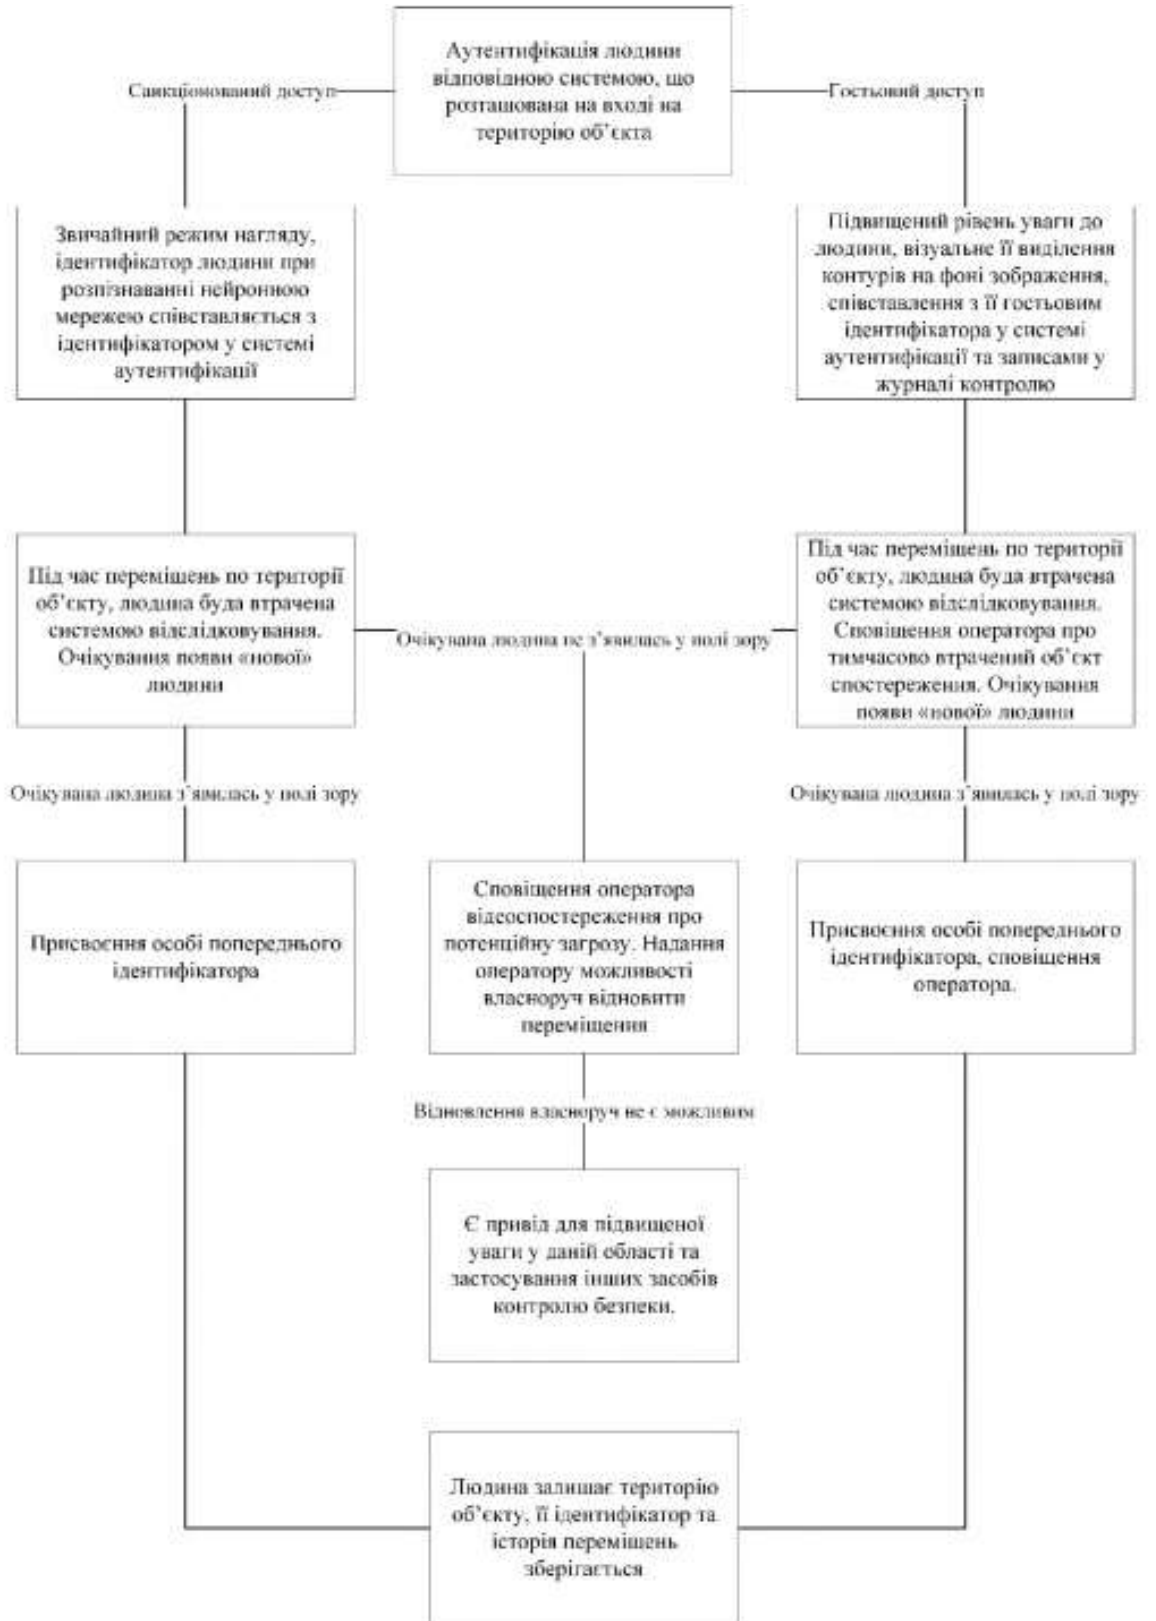 Аутентифікація людини
відповідною системою, що
розташована на вході на
територію об’єкта
Санкціонований доступ
Гостьовий доступ
Звичайний режим нагляду,
ідентифікатор людини при
розпізнаванні нейронною
мережею співставляється з
ідентифікатором у системі
аутентифікації
Підвищений рівень уваги до
людини, візуальне її виділення
контурів на фоні зображення,
співставлення з її гостьовим
ідентифікатора у системі
аутентифікації та записами у
журналі контролю
Під час переміщень по території
об’єкту, людина буда втрачена
системою відслідковування.
Очікування появи «нової»
людини
Очікувана людина не з’явилась у полі зору
Під час переміщень по території
об’єкту, людина буда втрачена
системою відслідковування.
Сповіщення оператора про
тимчасово втрачений об’єкт
спостереження. Очікування
появи «нової» людини
Очікувана людина з’явилась у полі зору
Очікувана людина з’явилась у полі зору
Присвоєння особі попереднього
ідентифікатора
Сповіщення оператора
відеоспостереження про
потенційну загрозу. Надання
оператору можливості
власноруч відновити
переміщення
Присвоєння особі попереднього
ідентифікатора, сповіщення
оператора.
Відновлення власноруч не є можливим
Є привід для підвищеної
уваги у даній області та
застосування інших засобів
контролю безпеки.
Людина залишає територію
об’єкту, її ідентифікатор та
історія переміщень
зберігається